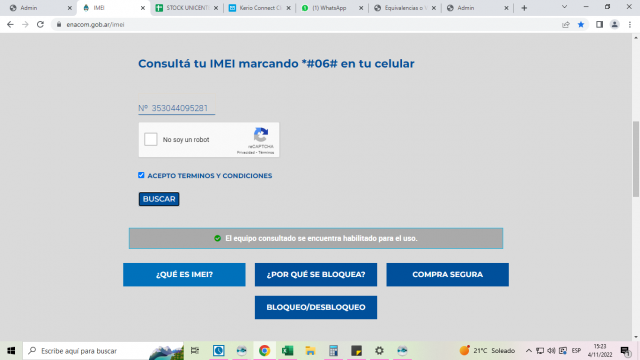 Admin
IMEI
STOCK UNICENT
Kerio Connect Cl
(1) WhatsApp
Equivalencias o
Admin
enacom.gob.ar/imei
Consultá tu IMEI marcando *#06# en tu celular
Nº 353044095281
No soy un robot
reCAPTCHA
Privacidad - Términos
ACEPTO TERMINOS Y CONDICIONES
BUSCAR
El equipo consultado se encuentra habilitado para el uso.
¿QUÉ ES IMEI?
¿POR QUÉ SE BLOQUEA?
COMPRA SEGURA
BLOQUEO/DESBLOQUEO
Escribe aquí para buscar
21°C Soleado
ESP
15:23
4/11/2022